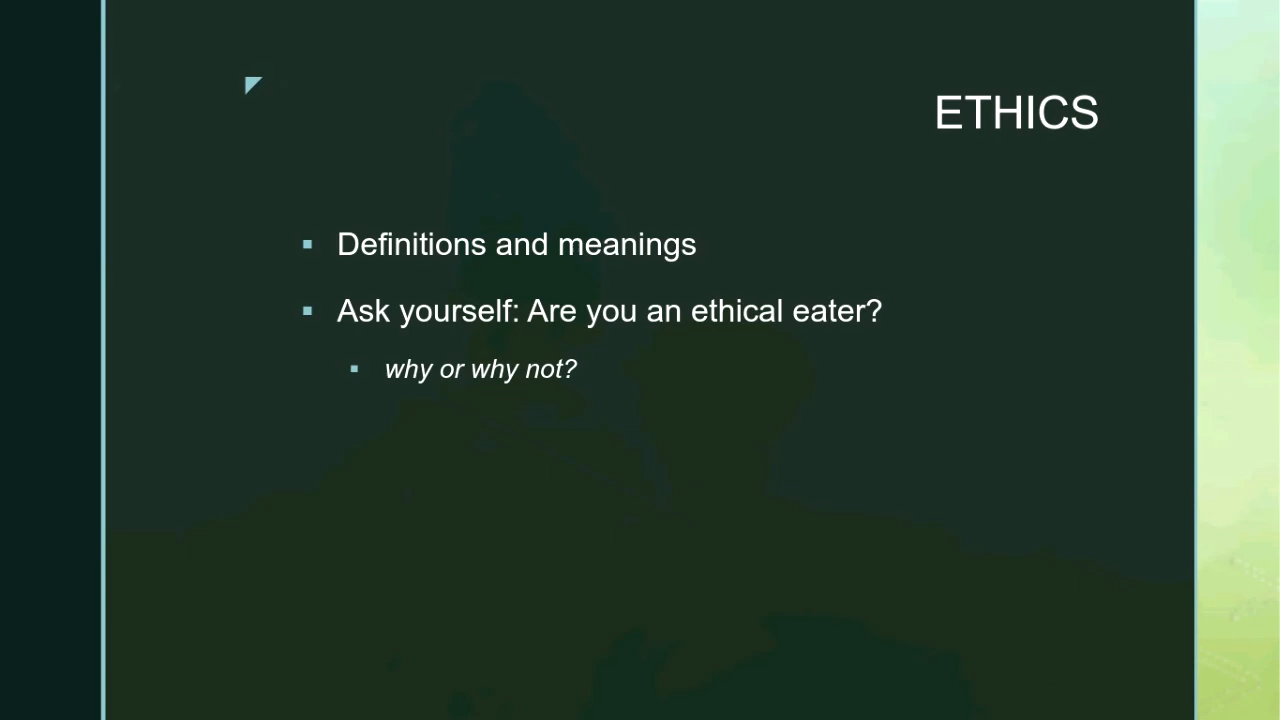 ETHICS
Definitions and meanings
Ask yourself: Are you an ethical eater?
why or why not?